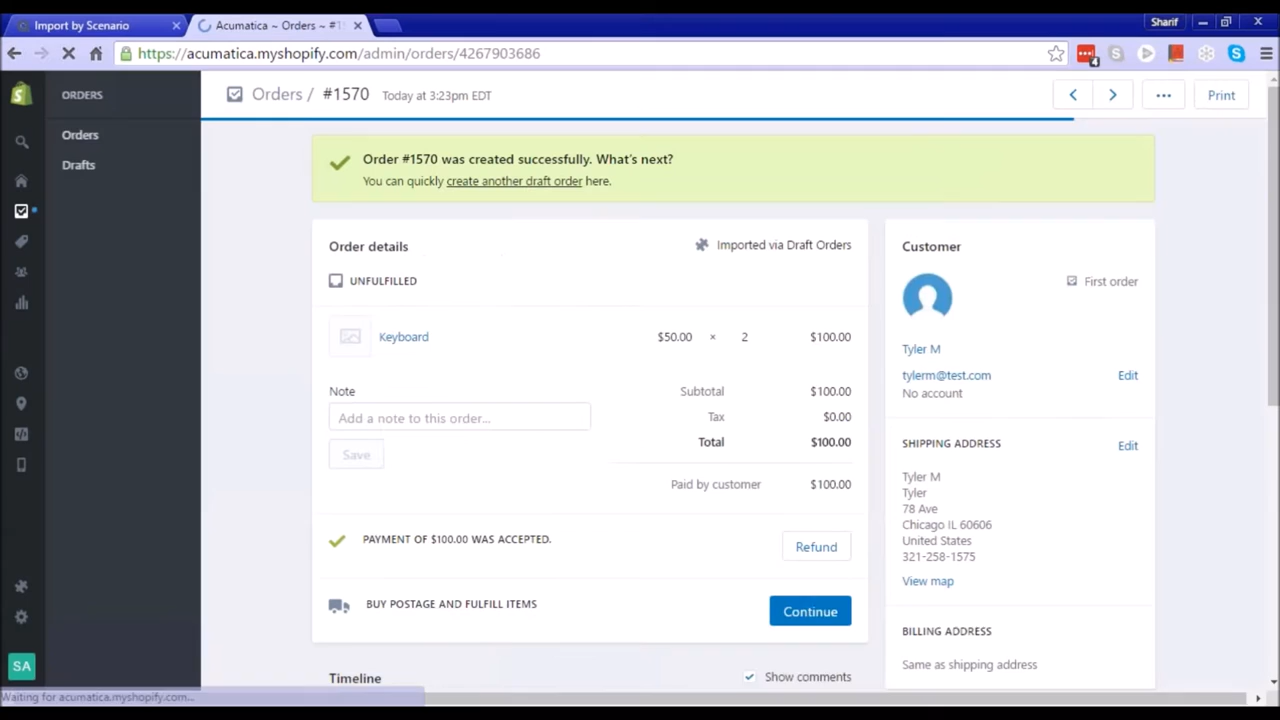 Import by Scenario
Acumatica ~ Orders ~ #1
Sharif
https://acumatica.myshopify.com/admin/orders/4267903686
4
ORDERS
Orders
Drafts
Orders / #1570 Today at 3:23pm EDT
...
Print
Order #1570 was created successfully. What's next?
You can quickly create another draft order here.
Order details
Imported via Draft Orders
UNFULFILLED
Keyboard $50.00 × 2 $100.00
Note
Add a note to this order...
Save
Subtotal $100.00
Tax $0.00
Total $100.00
Paid by customer $100.00
PAYMENT OF $100.00 WAS ACCEPTED.
Refund
BUY POSTAGE AND FULFILL ITEMS
Continue
Timeline
Show comments
Customer
First order
Tyler M
tylerm@test.com Edit
No account
SHIPPING ADDRESS Edit
Tyler M
Tyler
78 Ave
Chicago IL 60606
United States
321-258-1575
View map
BILLING ADDRESS
Same as shipping address
SA
Waiting for acumatica.myshopify.com...